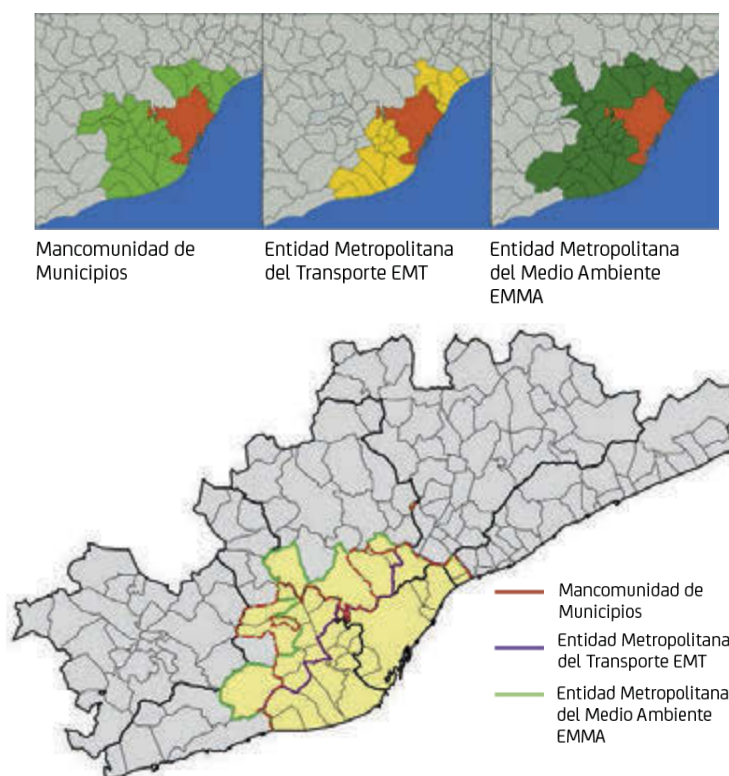 Mancomunidad de
Municipios
Entidad Metropolitana
del Transporte EMT
Entidad Metropolitana
del Medio Ambiente
EMMA
Mancomunidad de
Municipios
Entidad Metropolitana
del Transporte EMT
Entidad Metropolitana
del Medio Ambiente
EMMA